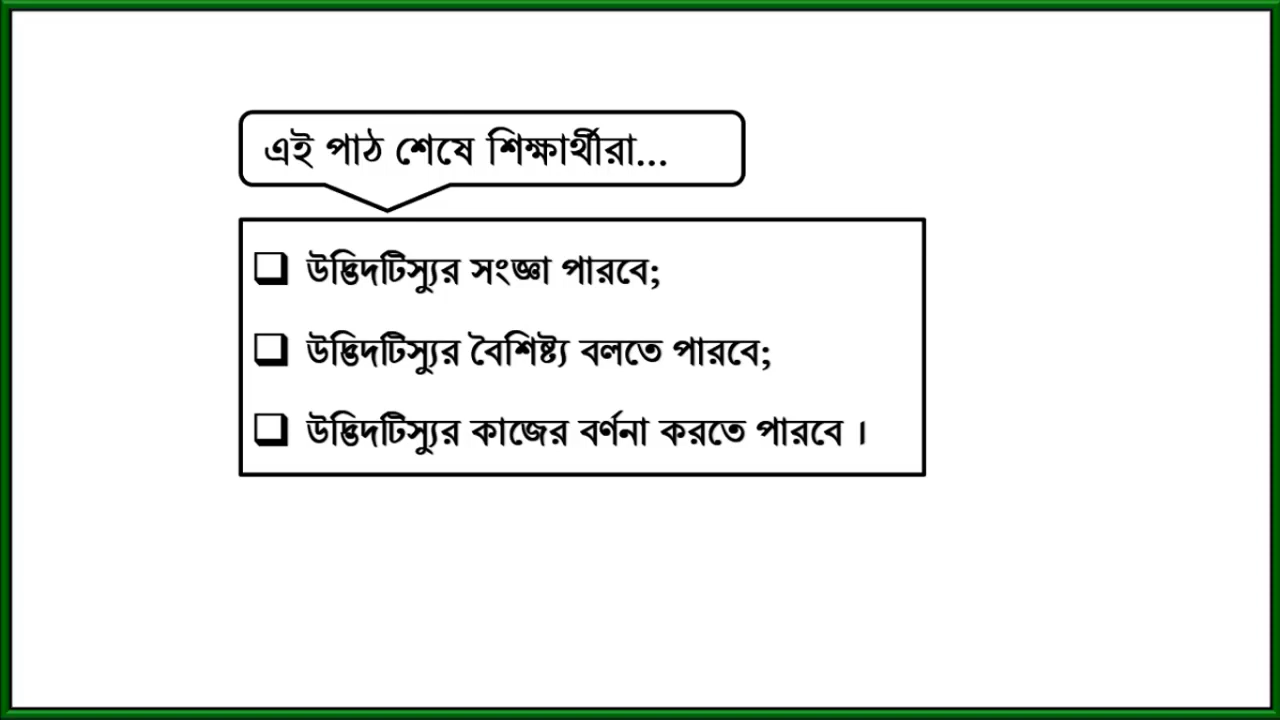 এই পাঠ শেষে শিক্ষার্থীরা...
উদ্ভিদটিস্যুর সংজ্ঞা পারবে;
উদ্ভিদটিস্যুর বৈশিষ্ট্য বলতে পারবে;
উদ্ভিদটিস্যুর কাজের বর্ণনা করতে পারবে ।